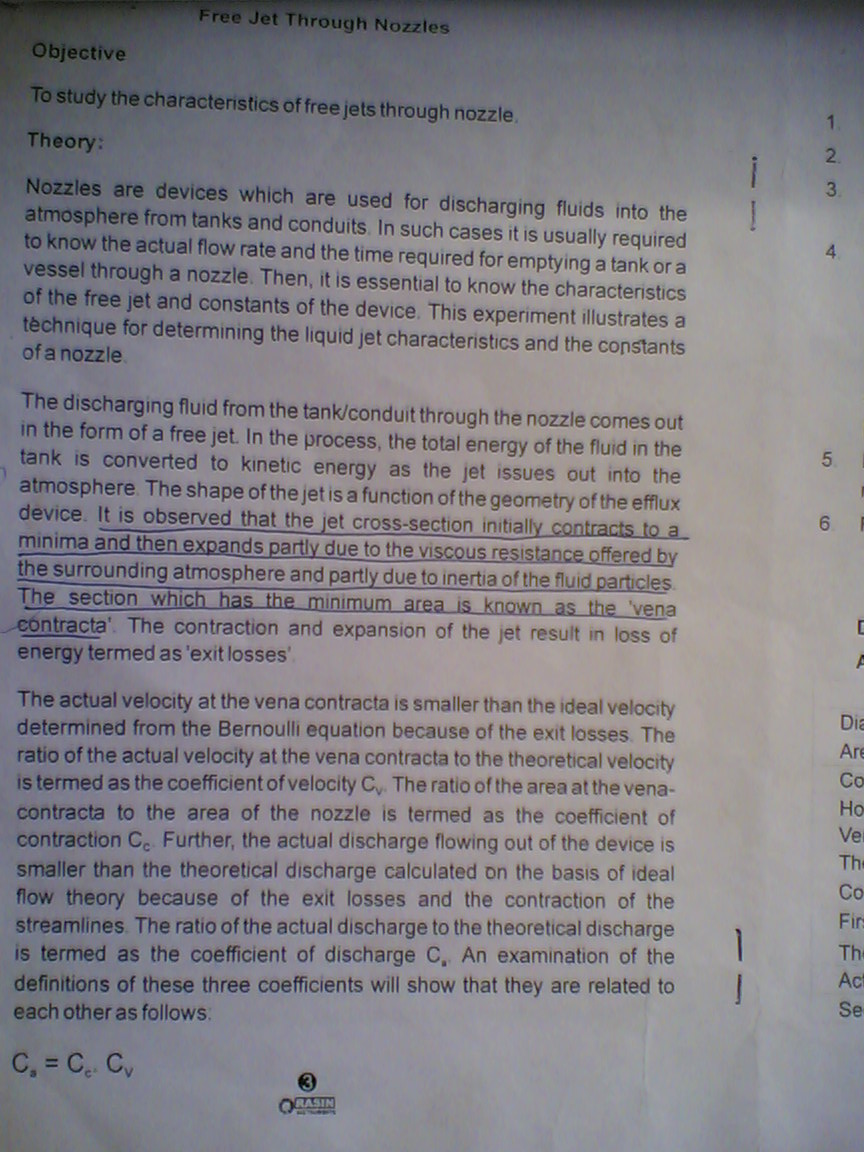 Free Jet Through Nozzles
Objective
To study the characteristics of free jets through nozzle.
Theory:
Nozzles are devices which are used for discharging fluids into the
atmosphere from tanks and conduits. In such cases it is usually required
to know the actual flow rate and the time required for emptying a tank or a
vessel through a nozzle. Then, it is essential to know the characteristics
of the free jet and constants of the device. This experiment illustrates a
technique for determining the liquid jet characteristics and the constants
of a nozzle.
The discharging fluid from the tank/conduit through the nozzle comes out
in the form of a free jet. In the process, the total energy of the fluid in the
tank is converted to kinetic energy as the jet issues out into the
atmosphere. The shape of the jet is a function of the geometry of the efflux
device. It is observed that the jet cross-section initially contracts to a
minima and then expands partly due to the viscous resistance offered by
the surrounding atmosphere and partly due to inertia of the fluid particles.
The section which has the minimum area is known as the 'vena
contracta'. The contraction and expansion of the jet result in loss of
energy termed as 'exit losses'.
The actual velocity at the vena contracta is smaller than the ideal velocity
determined from the Bernoulli equation because of the exit losses. The
ratio of the actual velocity at the vena contracta to the theoretical velocity
is termed as the coefficient of velocity Cv. The ratio of the area at the vena-
contracta to the area of the nozzle is termed as the coefficient of
contraction Cc. Further, the actual discharge flowing out of the device is
smaller than the theoretical discharge calculated on the basis of ideal
flow theory because of the exit losses and the contraction of the
streamlines. The ratio of the actual discharge to the theoretical discharge
is termed as the coefficient of discharge Ca. An examination of the
definitions of these three coefficients will show that they are related to
each other as follows:
Ca = Cc. Cv
3
RASIN
INSTRUMENTS
1.
2.
3.
4
5
6
Dia
Are
Co
Ho
Ve
The
Co
Firs
The
Act
Se